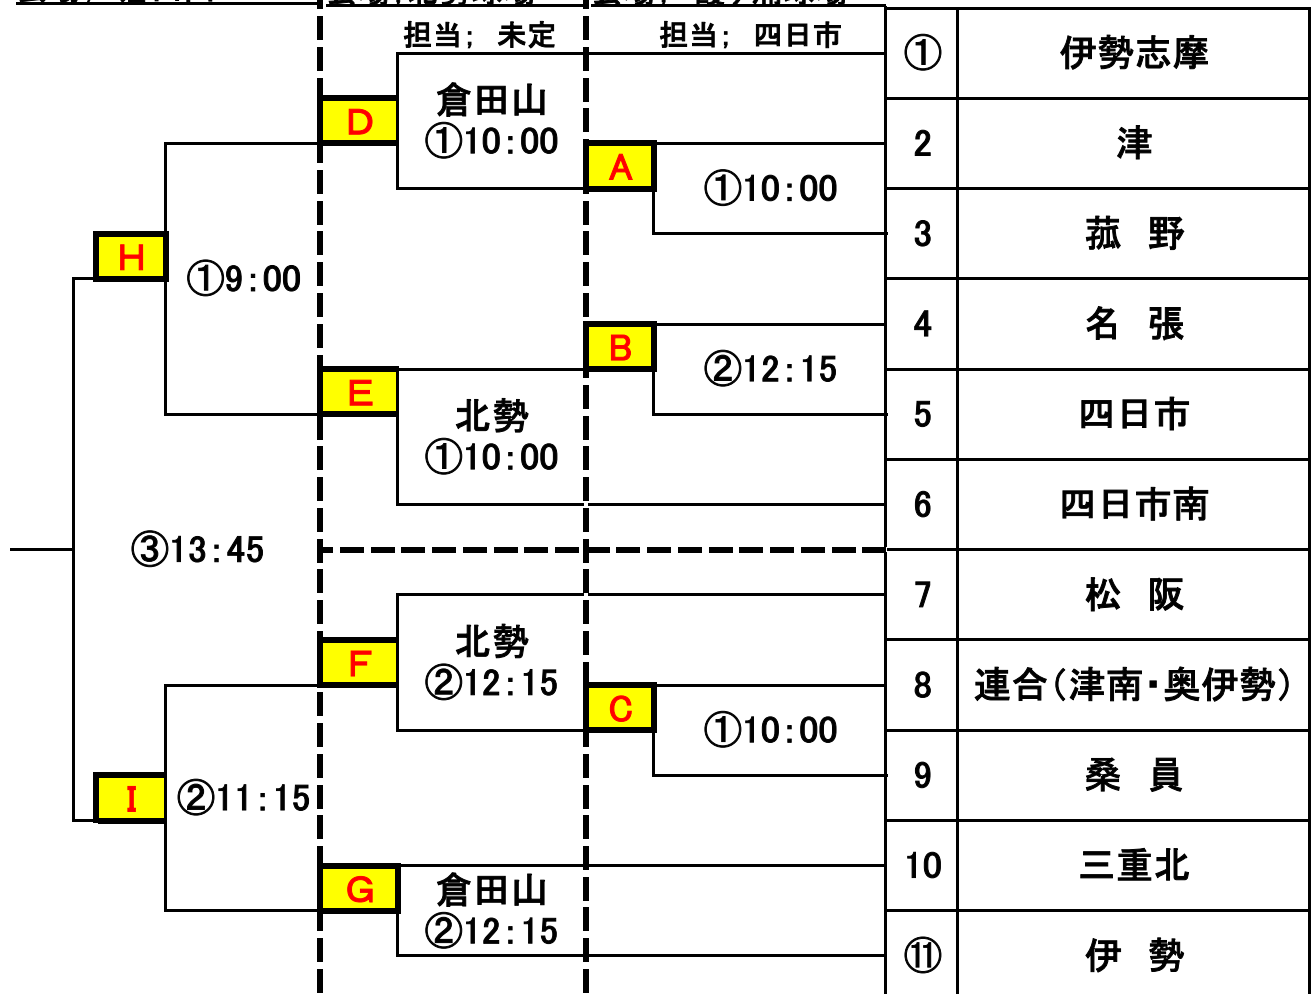 担当; 未定
担当; 四日市
① 伊勢志摩
D
倉田山
①10:00
2 津
A
①10:00
3 菰 野
H
①9:00
4 名 張
B
②12:15
E
北勢
①10:00
5 四日市
6 四日市南
③13:45
7 松 阪
F
北勢
②12:15
8 連合(津南・奥伊勢)
C
①10:00
9 桑 員
I
②11:15
10 三重北
G
倉田山
②12:15
⑪ 伊 勢